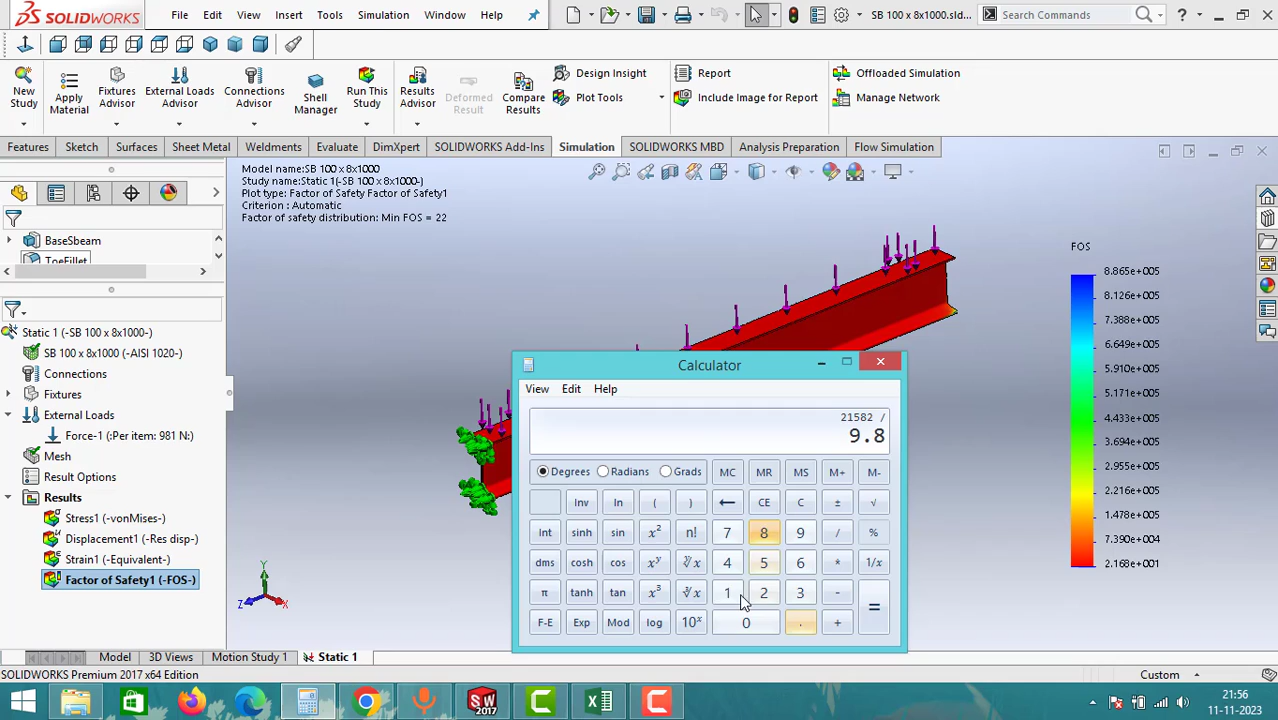 SOLIDWORKS File Edit View Insert Tools Simulation Window Help SB 100 x 8x1000.sld... Search Commands ?
New Study
Apply Material
Fixtures Advisor
External Loads Advisor
Connections Advisor
Shell Manager
Run This Study
Results Advisor
Deformed Result
Compare Results
Design Insight
Plot Tools
Report
Include Image for Report
Offloaded Simulation
Manage Network
Features Sketch Surfaces Sheet Metal Weldments Evaluate DimXpert SOLIDWORKS Add-Ins Simulation SOLIDWORKS MBD Analysis Preparation Flow Simulation
Model name:SB 100 x 8x1000
Study name:Static 1(-SB 100 x 8x1000-)
Plot type: Factor of Safety Factor of Safety1
Criterion : Automatic
Factor of safety distribution: Min FOS = 22
BaseSbeam
ToeFillet
Static 1 (-SB 100 x 8x1000-)
SB 100 x 8x1000 (-AISI 1020-)
Connections
Fixtures
External Loads
Force-1 (:Per item: 981 N:)
Mesh
Result Options
Results
Stress1 (-vonMises-)
Displacement1 (-Res disp-)
Strain1 (-Equivalent-)
Factor of Safety1 (-FOS-)
Y
Z X
FOS
8.865e+005
8.126e+005
7.388e+005
6.649e+005
5.910e+005
5.171e+005
4.433e+005
3.694e+005
2.955e+005
2.216e+005
1.478e+005
7.390e+004
2.168e+001
Calculator
View Edit Help
21582 /
9.8
Degrees Radians Grads MC MR MS M+ M-
Inv ln ( ) ← CE C ± √
Int sinh sin x² n! 7 8 9 / %
dms cosh cos xʸ ʸ√x 4 5 6 * 1/x
π tanh tan x³ ³√x 1 2 3 - =
F-E Exp Mod log 10ˣ 0 . +
Model 3D Views Motion Study 1 Static 1
SOLIDWORKS Premium 2017 x64 Edition Custom
SW 2017
21:56
11-11-2023